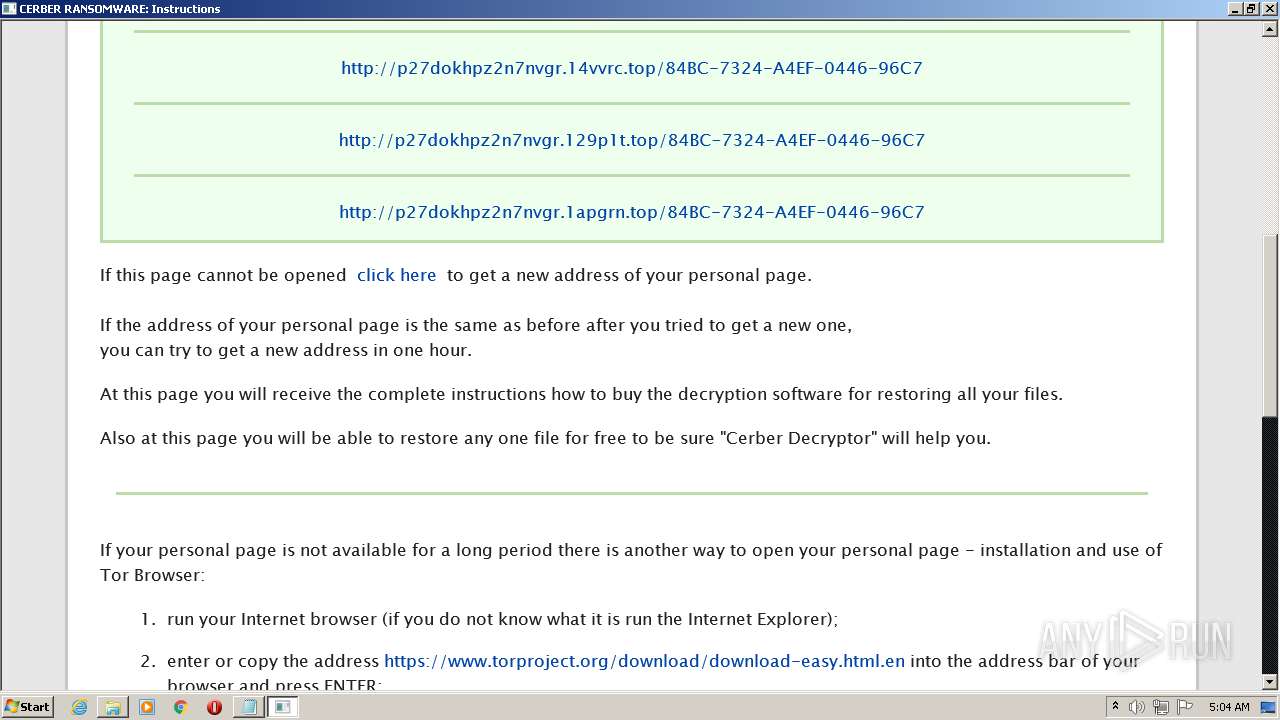 CERBER RANSOMWARE: Instructions
http://p27dokhpz2n7nvgr.14vvrc.top/84BC-7324-A4EF-0446-96C7
http://p27dokhpz2n7nvgr.129p1t.top/84BC-7324-A4EF-0446-96C7
http://p27dokhpz2n7nvgr.1apgrn.top/84BC-7324-A4EF-0446-96C7
If this page cannot be opened click here to get a new address of your personal page.
If the address of your personal page is the same as before after you tried to get a new one,
you can try to get a new address in one hour.
At this page you will receive the complete instructions how to buy the decryption software for restoring all your files.
Also at this page you will be able to restore any one file for free to be sure "Cerber Decryptor" will help you.
If your personal page is not available for a long period there is another way to open your personal page - installation and use of
Tor Browser:
1. run your Internet browser (if you do not know what it is run the Internet Explorer);
2. enter or copy the address https://www.torproject.org/download/download-easy.html.en into the address bar of your
browser and press ENTER;
ANY RUN
Start
5:04 AM